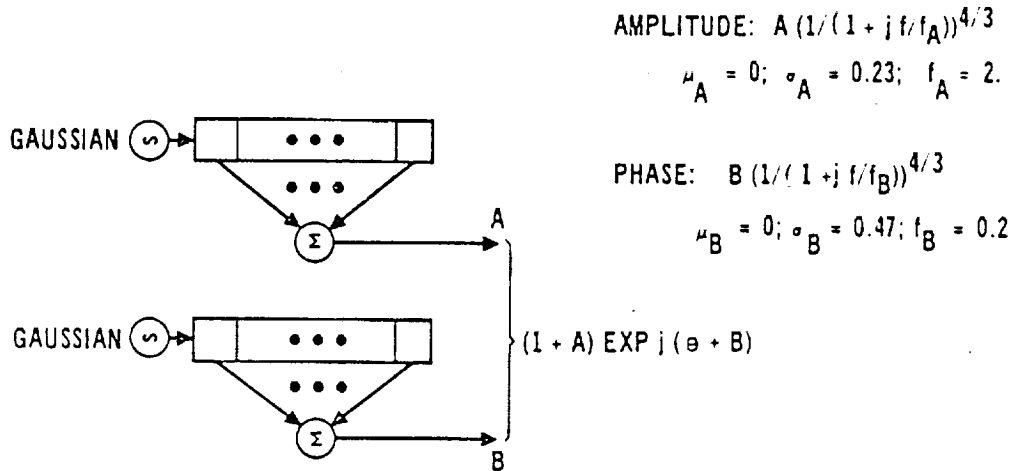 AMPLITUDE: A (1/(1 + j f/f_A))^4/3
μ_A = 0; σ_A = 0.23; f_A = 2.
GAUSSIAN S
Σ
A
PHASE: B (1/(1 + j f/f_B))^4/3
μ_B = 0; σ_B = 0.47; f_B = 0.2
GAUSSIAN S
(1 + A) EXP j (θ + B)
Σ
B